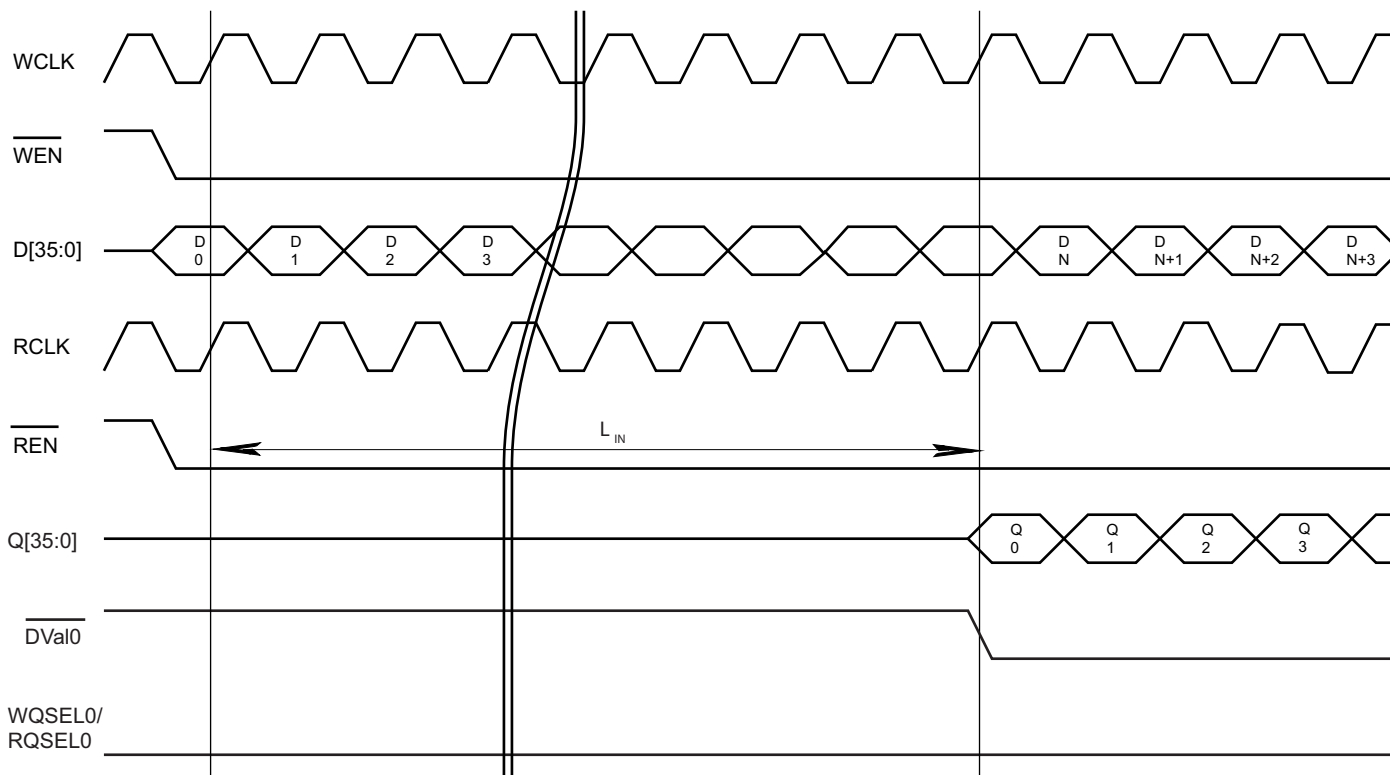 WCLK
WEN
D[35:0]
D D D D D D D D
0 1 2 3 N N+1 N+2 N+3
RCLK
REN
L IN
Q[35:0]
Q Q Q Q
0 1 2 3
DVal0
WQSEL0/
RQSEL0